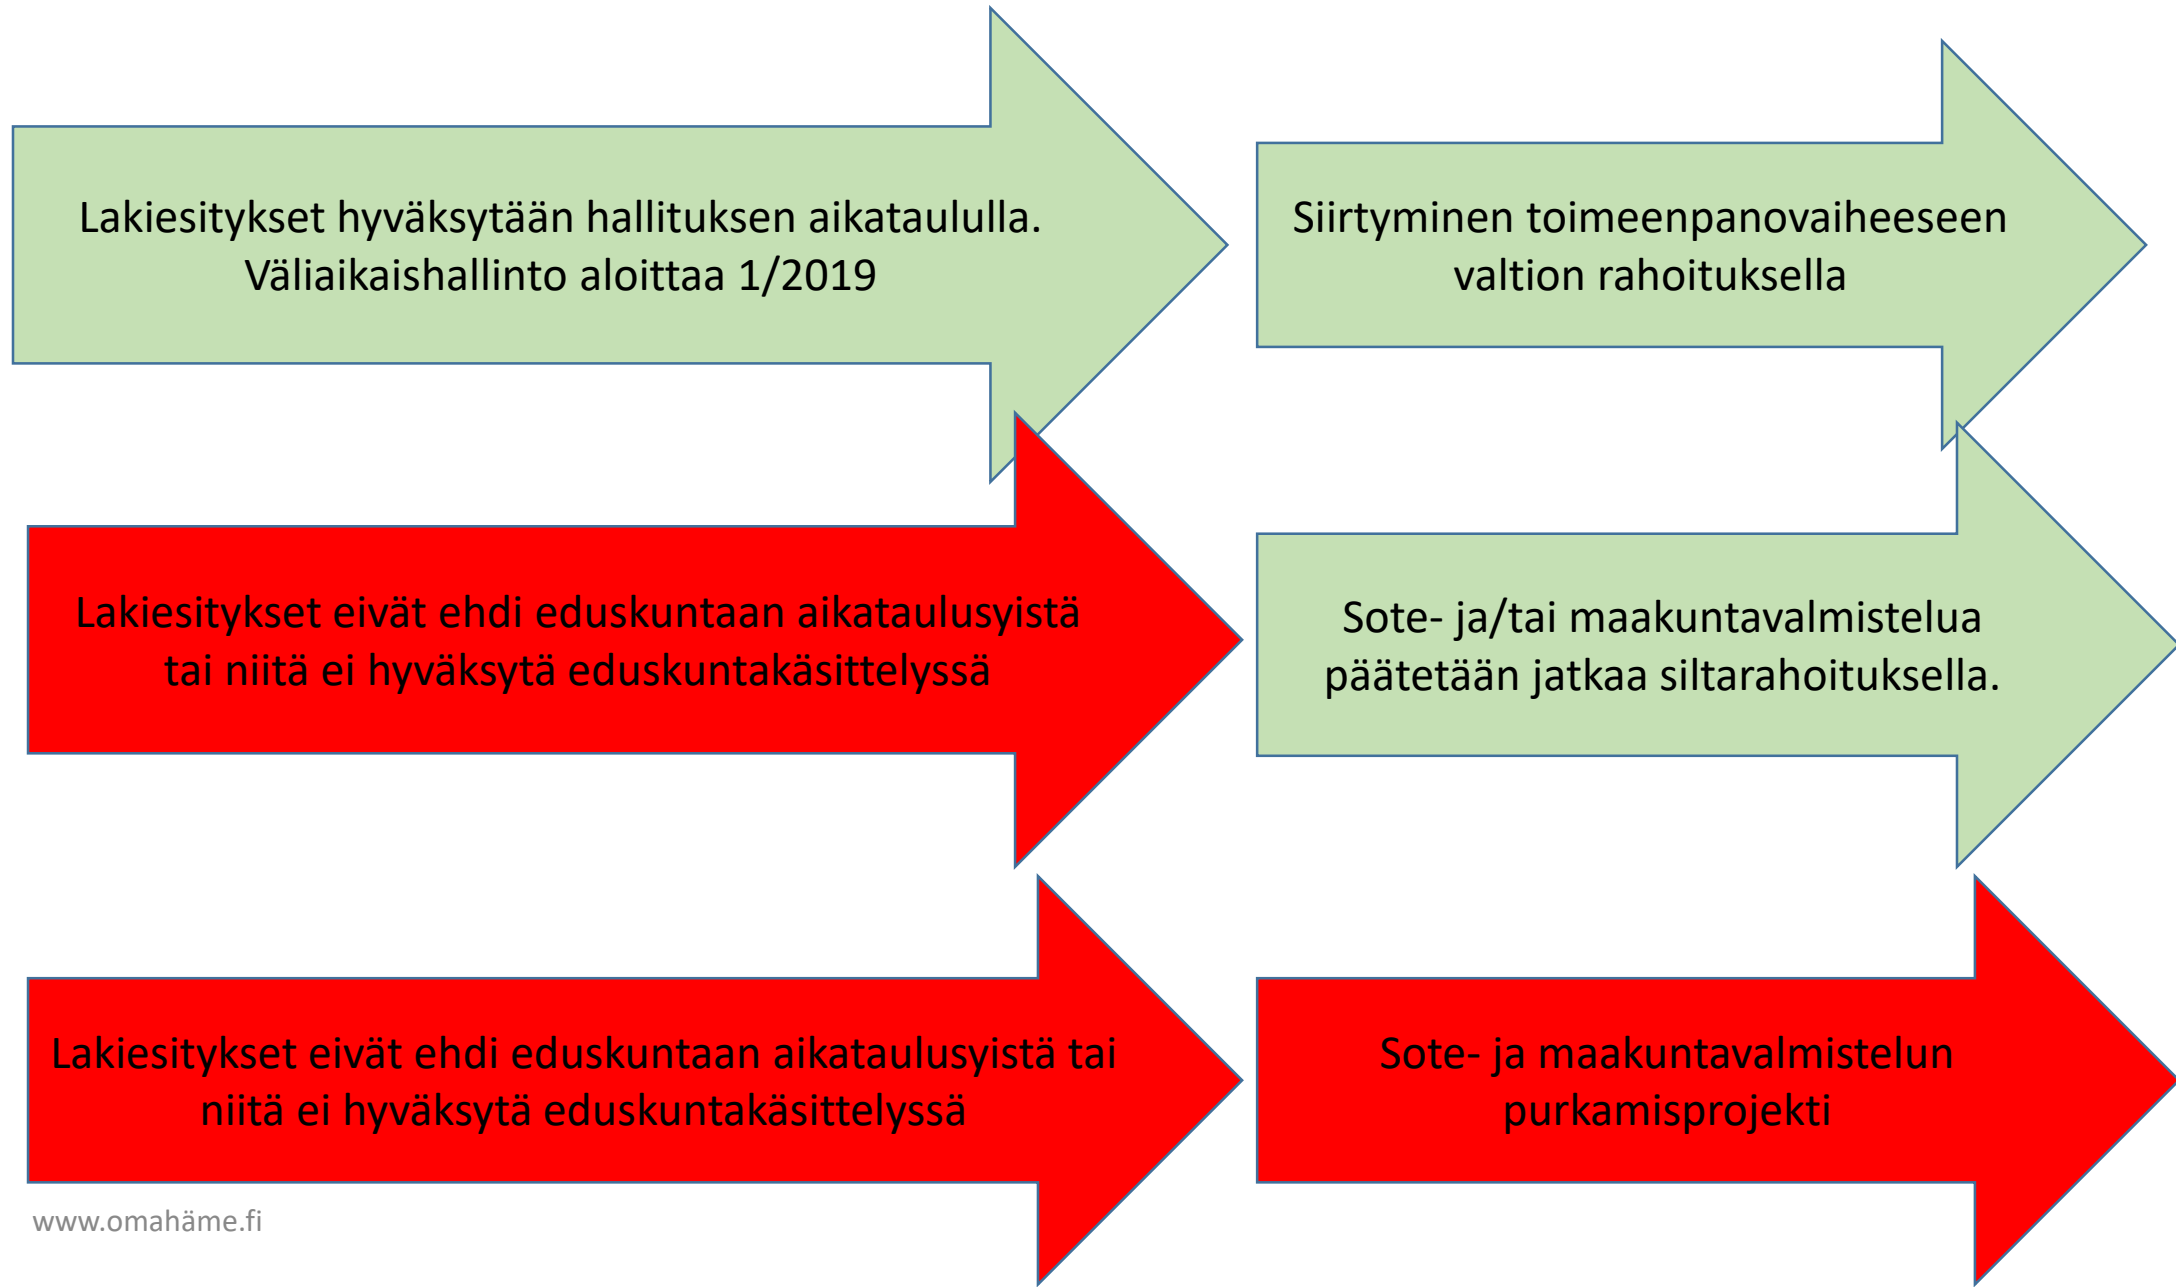 Lakiesitykset hyväksytään hallituksen aikataululla.
Väliaikaishallinto aloittaa 1/2019
Siirtyminen toimeenpanovaiheeseen
valtion rahoituksella
Lakiesitykset eivät ehdi eduskuntaan aikataulusyistä
tai niitä ei hyväksytä eduskuntakäsittelyssä
Sote- ja/tai maakuntavalmistelua
päätetään jatkaa siltarahoituksella.
Lakiesitykset eivät ehdi eduskuntaan aikataulusyistä tai
niitä ei hyväksytä eduskuntakäsittelyssä
Sote- ja maakuntavalmistelun
purkamisprojekti
www.omahäme.fi